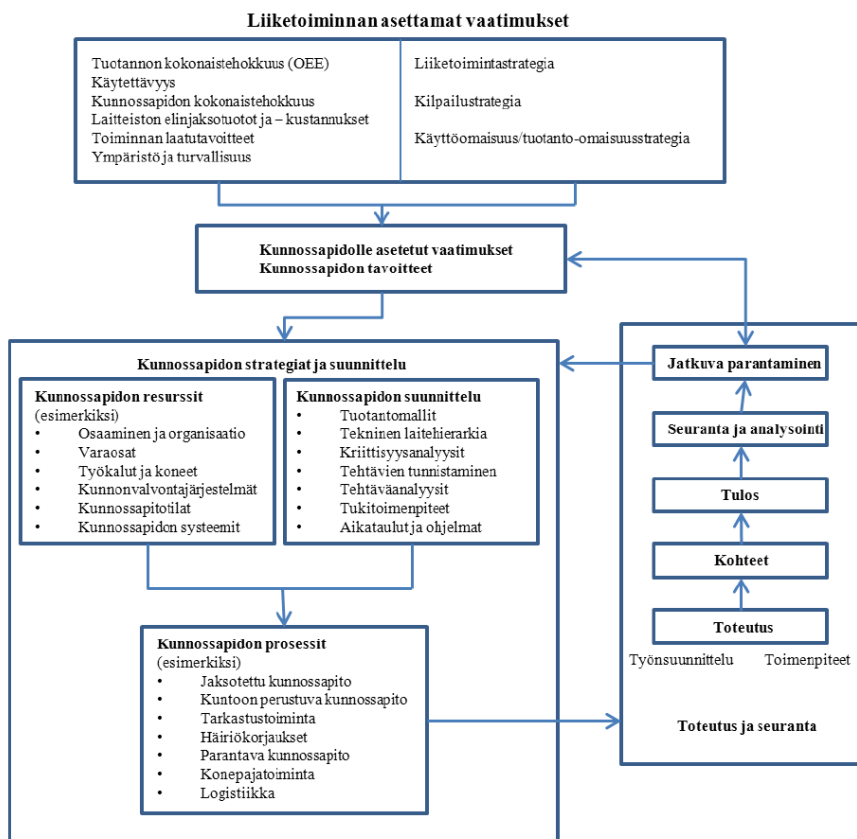 Liiketoiminnan asettamat vaatimukset
Tuotannon kokonaistehokkuus (OEE)
Käytettävyys
Kunnossapidon kokonaistehokkuus
Laitteiston elinjaksotuotot ja – kustannukset
Toiminnan laatutavoitteet
Ympäristö ja turvallisuus
Liiketoimintastrategia
Kilpailustrategia
Käyttöomaisuus/tuotanto-omaisuusstrategia
Kunnossapidolle asetetut vaatimukset
Kunnossapidon tavoitteet
Kunnossapidon strategiat ja suunnittelu
Kunnossapidon resurssit
(esimerkiksi)
• Osaaminen ja organisaatio
• Varaosat
• Työkalut ja koneet
• Kunnonvalvontajärjestelmät
• Kunnossapitotilat
• Kunnossapidon systeemit
Kunnossapidon suunnittelu
• Tuotantomallit
• Tekninen laitehierarkia
• Kriittisyysanalyysit
• Tehtävien tunnistaminen
• Tehtäväanalyysit
• Tukitoimenpiteet
• Aikataulut ja ohjelmat
Kunnossapidon prosessit
(esimerkiksi)
• Jaksotettu kunnossapito
• Kuntoon perustuva kunnossapito
• Tarkastustoiminta
• Häiriökorjaukset
• Parantava kunnossapito
• Konepajatoiminta
• Logistiikka
Jatkuva parantaminen
Seuranta ja analysointi
Tulos
Kohteet
Toteutus
Työnsuunnittelu Toimenpiteet
Toteutus ja seuranta